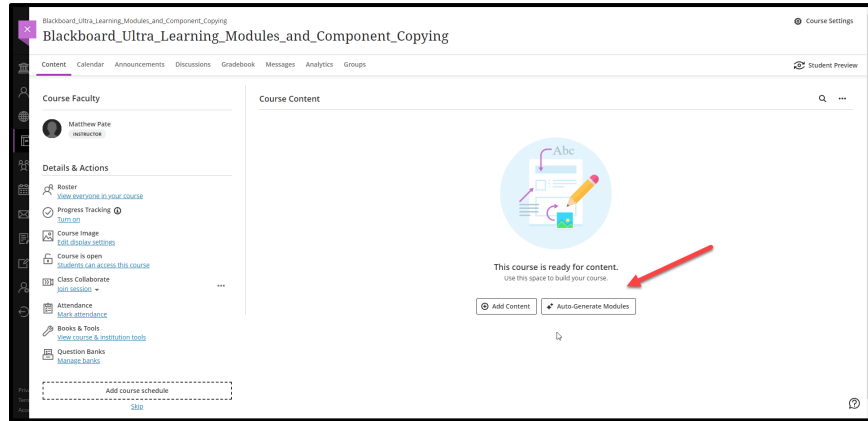 Blackboard_Ultra_Learning_Modules_and_Component_Copying
Blackboard_Ultra_Learning_Modules_and_Component_Copying
Course Settings
Content Calendar Announcements Discussions Gradebook Messages Analytics Groups
Student Preview
Course Faculty
Matthew Pate
INSTRUCTOR
Details & Actions
Roster
View everyone in your course
Progress Tracking
Turn on
Course Image
Edit display settings
Course is open
Students can access this course
Class Collaborate
Join session
Attendance
Mark attendance
Books & Tools
View course & institution tools
Question Banks
Manage banks
Add course schedule
Skip
Course Content
Abc
This course is ready for content.
Use this space to build your course.
Add Content
Auto-Generate Modules